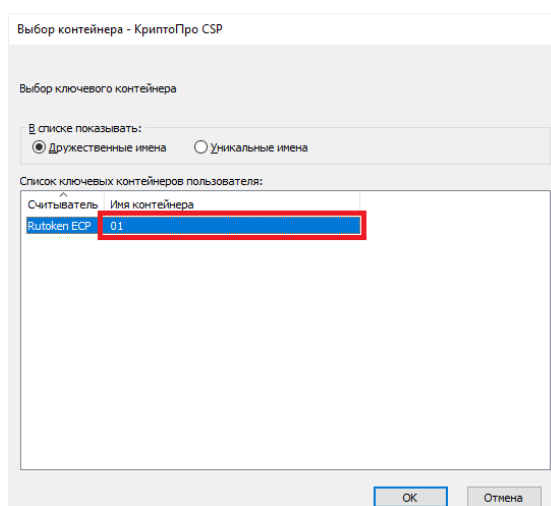 Выбор контейнера - КриптоПро CSP
Выбор ключевого контейнера
В списке показывать:
Дружественные имена Уникальные имена
Список ключевых контейнеров пользователя:
Считыватель Имя контейнера
Rutoken ECP 01
ОК Отмена